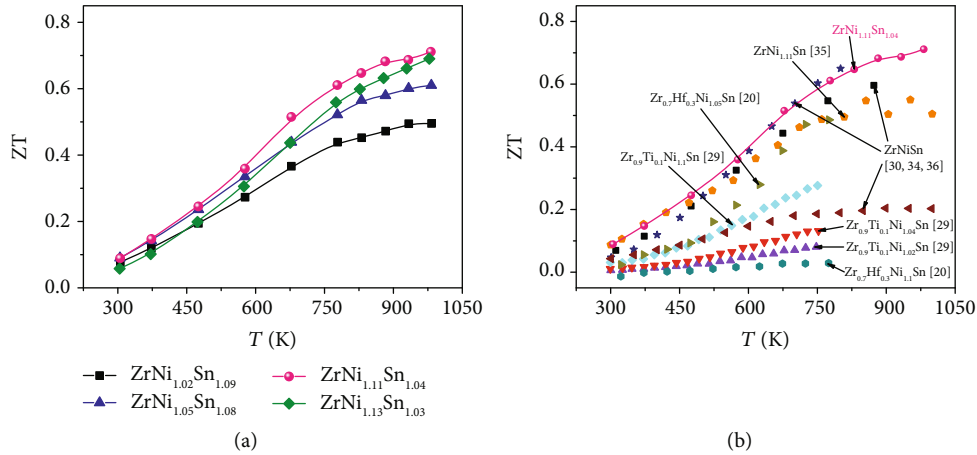 0.8
0.6
0.4
0.2
0.0
ZT
300 450 600 750 900 1050
T (K)
ZrNi1.02Sn1.09
ZrNi1.05Sn1.08
ZrNi1.11Sn1.04
ZrNi1.13Sn1.03
(a)
0.8
0.6
0.4
0.2
0.0
ZT
ZrNi1.11Sn1.04
ZrNi1.11Sn [35]
Zr0.7Hf0.3Ni1.05Sn [20]
Zr0.9Ti0.1Ni1.1Sn [29]
ZrNiSn
[30, 34, 36]
Zr0.9Ti0.1Ni1.04Sn [29]
Zr0.9Ti0.1Ni1.02Sn [29]
Zr0.7Hf0.3Ni1.1Sn [20]
300 450 600 750 900 1050
T (K)
(b)